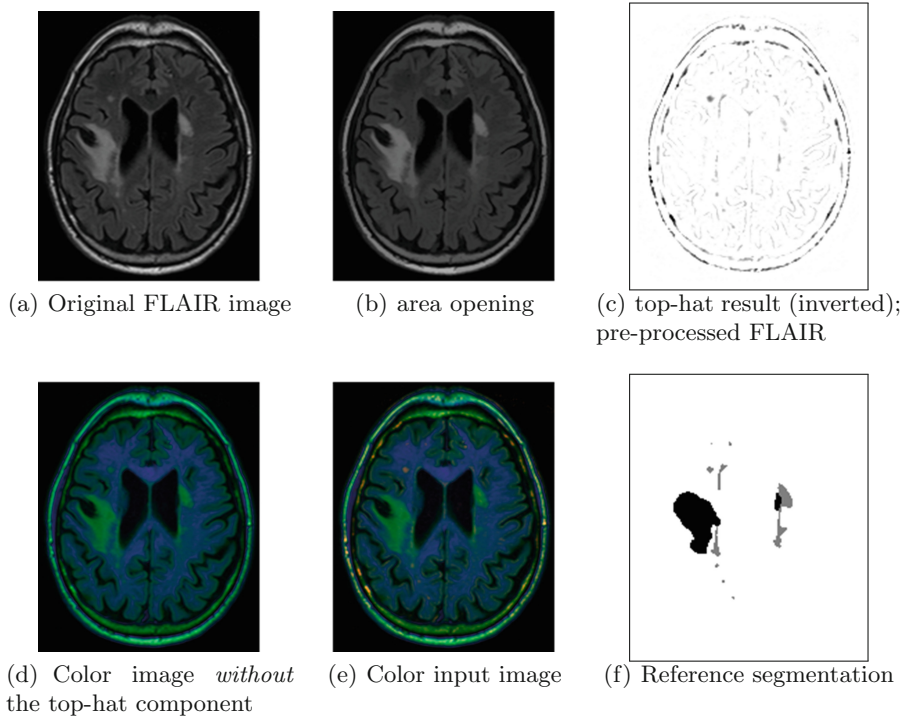 (a) Original FLAIR image
(b) area opening
(c) top-hat result (inverted);
pre-processed FLAIR
(d) Color image without
the top-hat component
(e) Color input image
(f) Reference segmentation